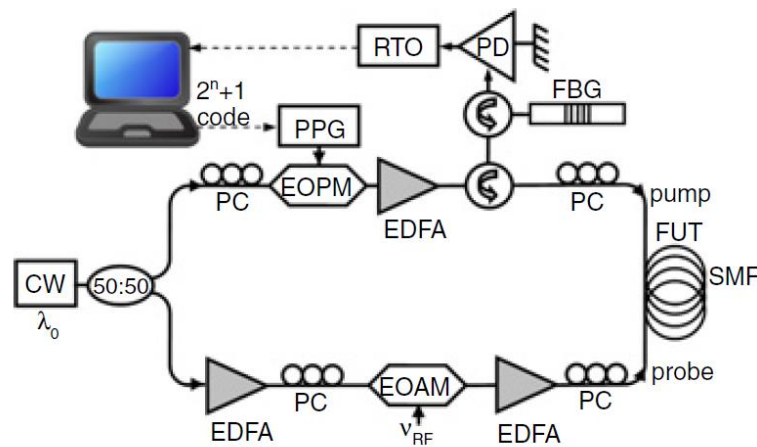 RTO
PD
2ⁿ+1
code
FBG
PPG
PC
EOPM
EDFA
PC
pump
FUT
SMF
CW
50:50
λ₀
EDFA
PC
EOAM
νRF
EDFA
PC
probe